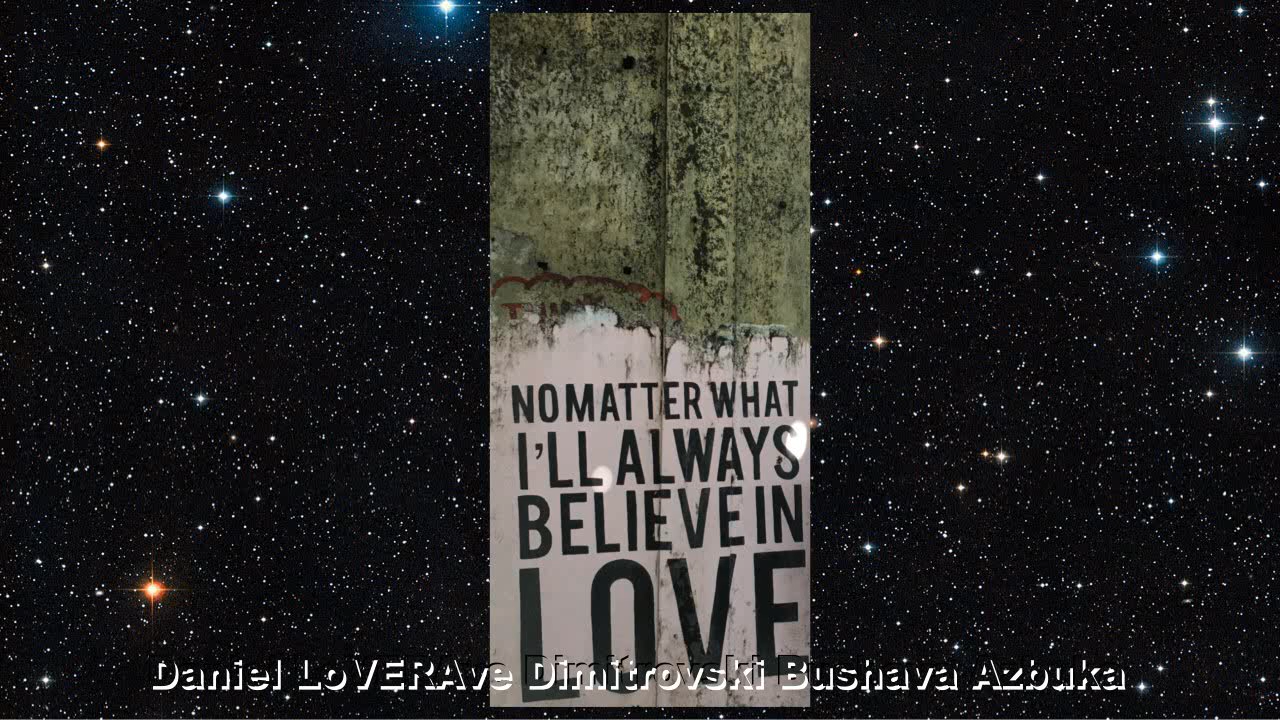 NO MATTER WHAT
I'LL ALWAYS
BELIEVE IN
LOVE
Daniel LoVERAve Dimitrovski Bushava Azbuka